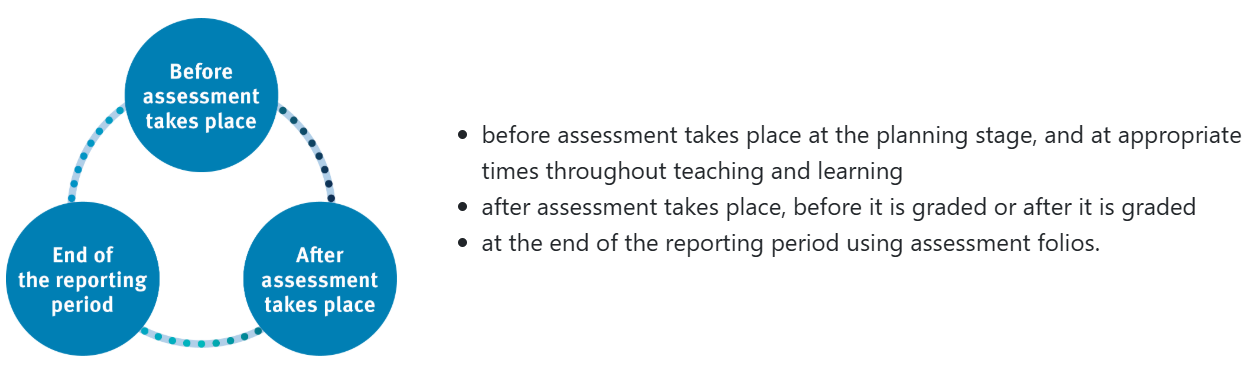 Before
assessment
takes place
End of
the reporting
period
After
assessment
takes place
• before assessment takes place at the planning stage, and at appropriate
times throughout teaching and learning
• after assessment takes place, before it is graded or after it is graded
• at the end of the reporting period using assessment folios.